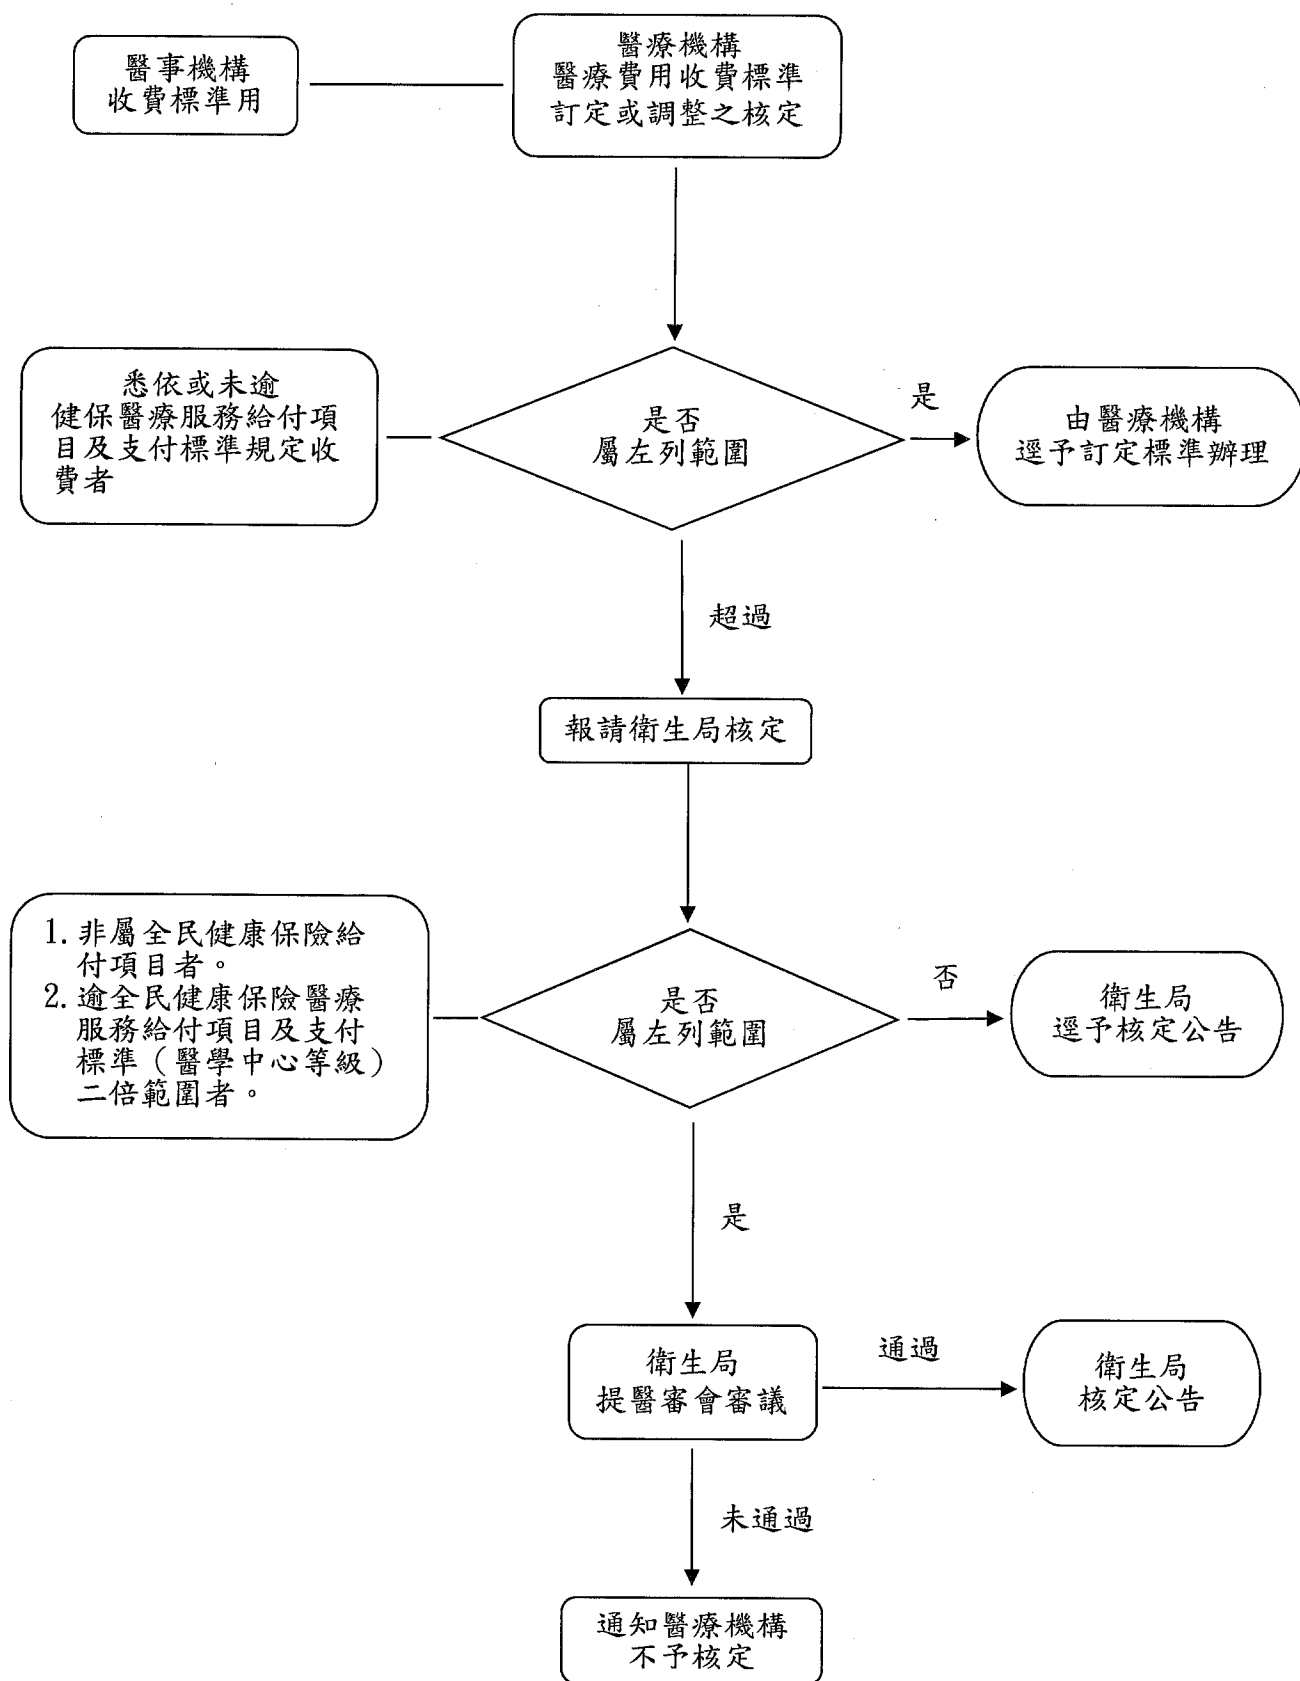 醫事機構
收費標準用
醫療機構
醫療費用收費標準
訂定或調整之核定
悉依或未逾
健保醫療服務給付項
目及支付標準規定收
費者
是否
屬左列範圍
是
由醫療機構
逕予訂定標準辦理
超過
報請衛生局核定
1. 非屬全民健康保險給
付項目者。
2. 逾全民健康保險醫療
服務給付項目及支付
標準（醫學中心等級）
二倍範圍者。
是否
屬左列範圍
否
衛生局
逕予核定公告
是
衛生局
提醫審會審議
通過
衛生局
核定公告
未通過
通知醫療機構
不予核定